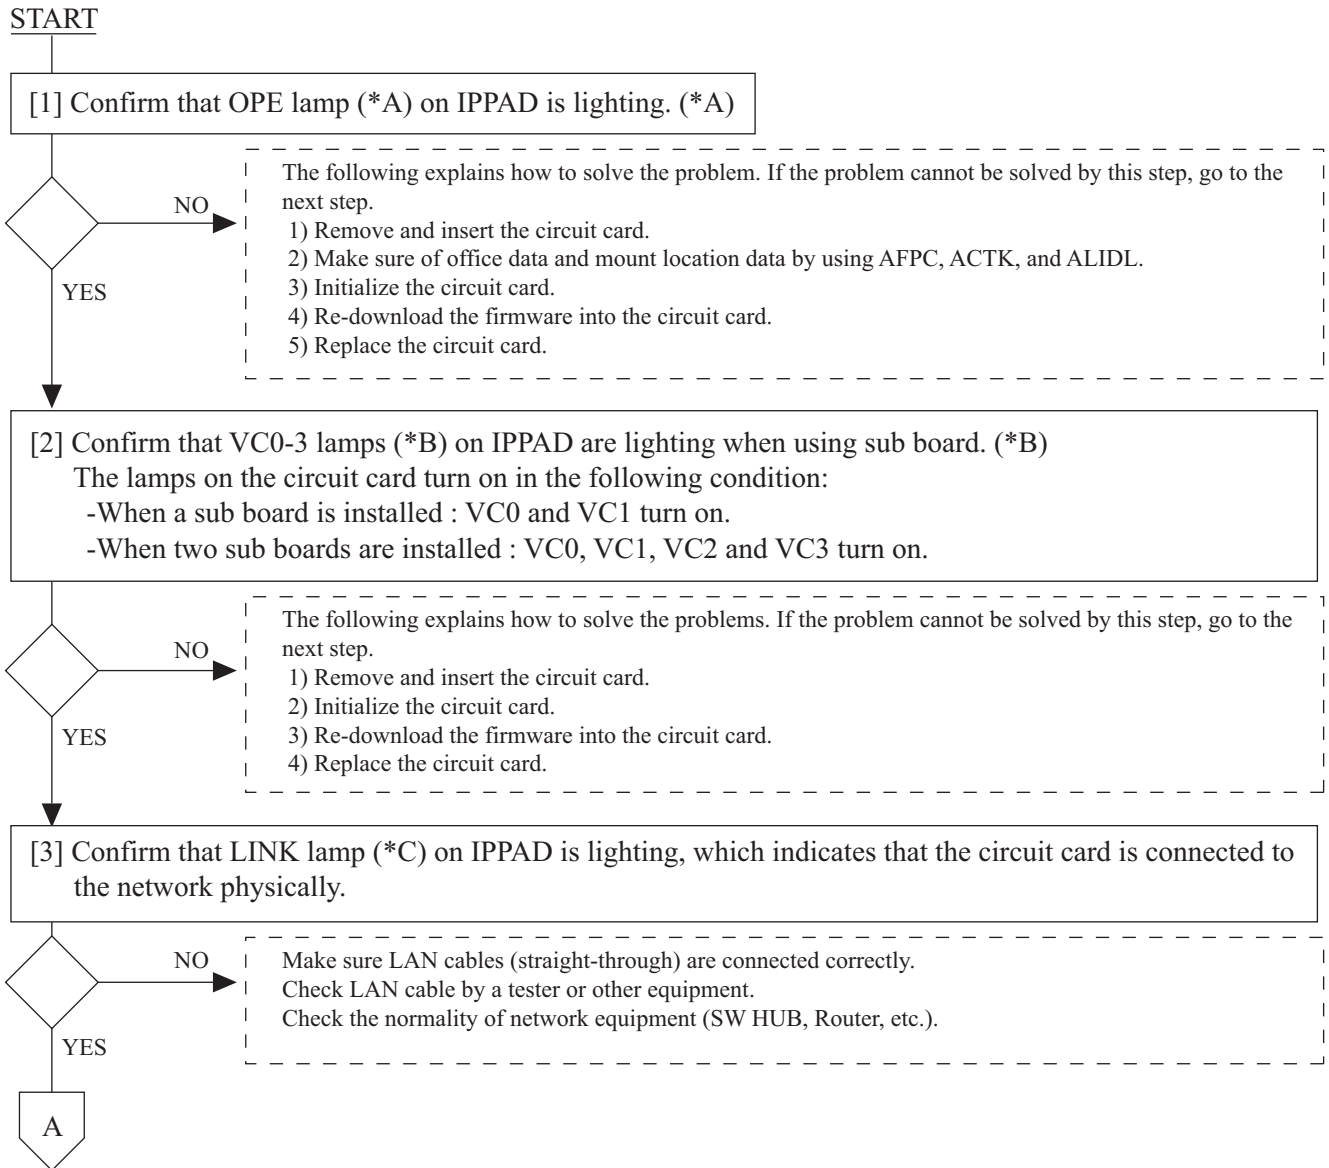 START
[1] Confirm that OPE lamp (*A) on IPPAD is lighting. (*A)
The following explains how to solve the problem. If the problem cannot be solved by this step, go to the
next step.
1) Remove and insert the circuit card.
2) Make sure of office data and mount location data by using AFPC, ACTK, and ALIDL.
3) Initialize the circuit card.
4) Re-download the firmware into the circuit card.
5) Replace the circuit card.
NO
YES
[2] Confirm that VC0-3 lamps (*B) on IPPAD are lighting when using sub board. (*B)
The lamps on the circuit card turn on in the following condition:
-When a sub board is installed : VC0 and VC1 turn on.
-When two sub boards are installed : VC0, VC1, VC2 and VC3 turn on.
The following explains how to solve the problems. If the problem cannot be solved by this step, go to the
next step.
1) Remove and insert the circuit card.
2) Initialize the circuit card.
3) Re-download the firmware into the circuit card.
4) Replace the circuit card.
NO
YES
[3] Confirm that LINK lamp (*C) on IPPAD is lighting, which indicates that the circuit card is connected to
the network physically.
NO
Make sure LAN cables (straight-through) are connected correctly.
Check LAN cable by a tester or other equipment.
Check the normality of network equipment (SW HUB, Router, etc.).
YES
A